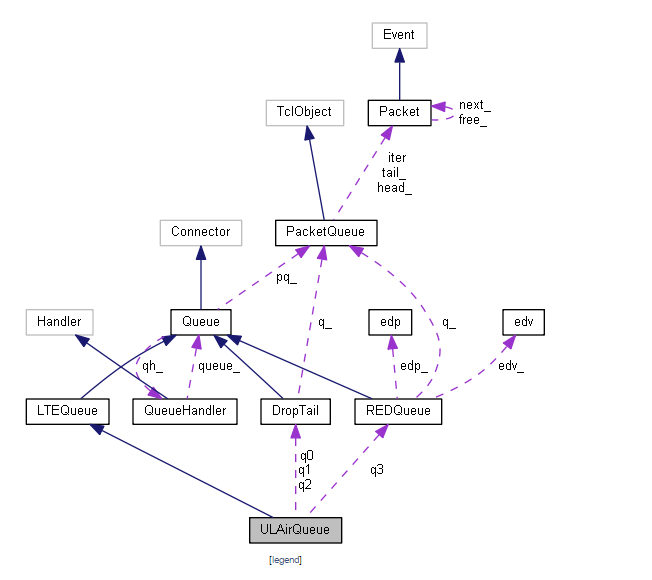 Event
Packet
next_
free_
TclObject
iter
tail_
head_
Connector
PacketQueue
pq_
Handler
Queue
q_
edp
q_
edv
qh_
queue_
edp_
edv_
LTEQueue
QueueHandler
DropTail
REDQueue
q0
q1
q2
q3
ULAirQueue
[legend]